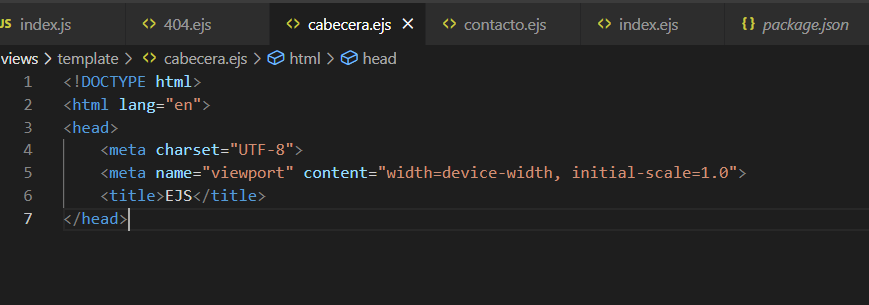 JS index.js <> 404.ejs <> cabecera.ejs × <> contacto.ejs <> index.ejs {} package.json
views > template > <> cabecera.ejs > html > head
1 <!DOCTYPE html>
2 <html lang="en">
3 <head>
4 <meta charset="UTF-8">
5 <meta name="viewport" content="width=device-width, initial-scale=1.0">
6 <title>EJS</title>
7 </head>